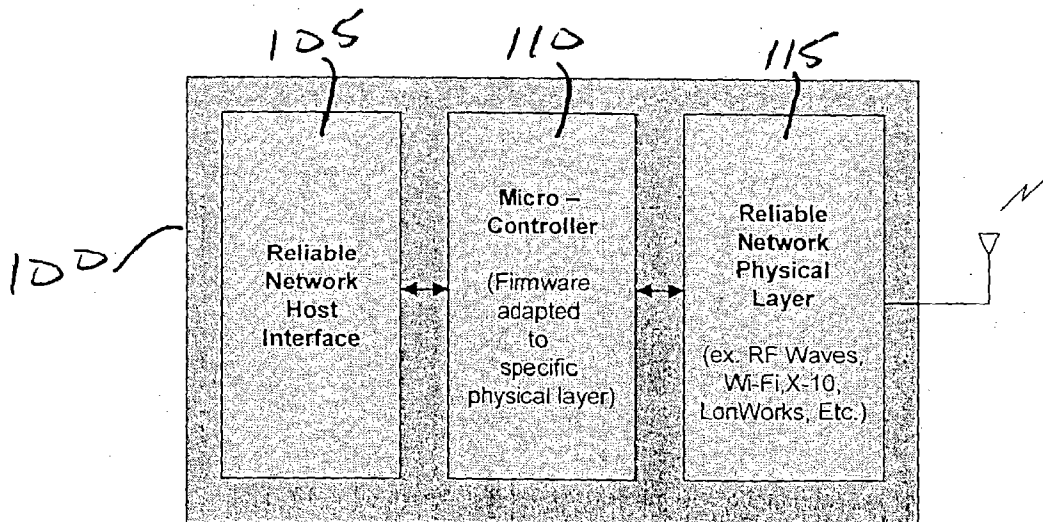 105
110
115
100
Reliable
Network
Host
Interface
Micro –
Controller
(Firmware
adapted
to
specific
physical layer)
Reliable
Network
Physical
Layer
(ex. RF Waves,
Wi-Fi,X-10,
LonWorks, Etc.)